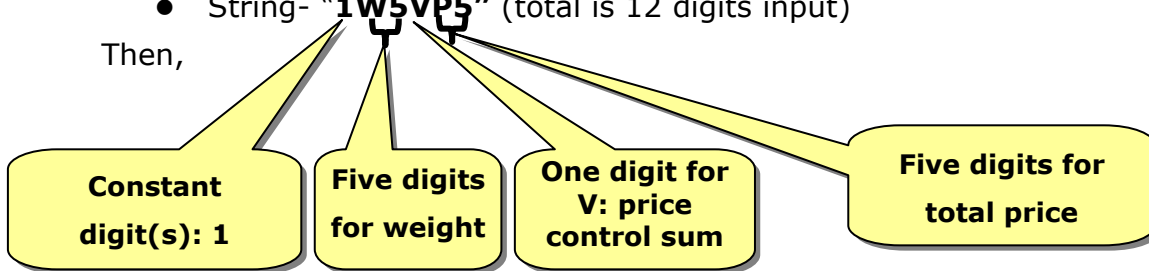 ● String- “1W5VP5” (total is 12 digits input)
Then,
Constant
digit(s): 1
Five digits
for weight
One digit for
V: price
control sum
Five digits for
total price